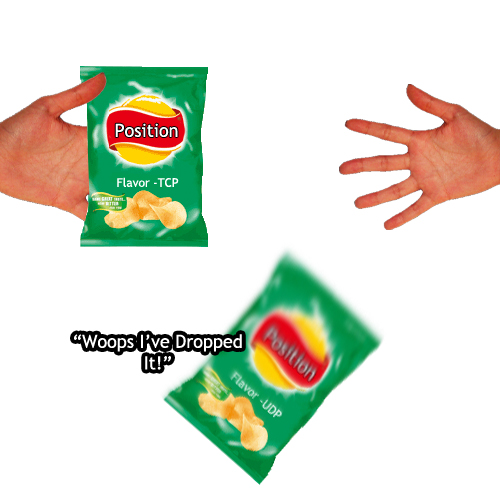 Position
Flavor -TCP
“Woops I’ve Dropped
It!”
Position
Flavor -UDP